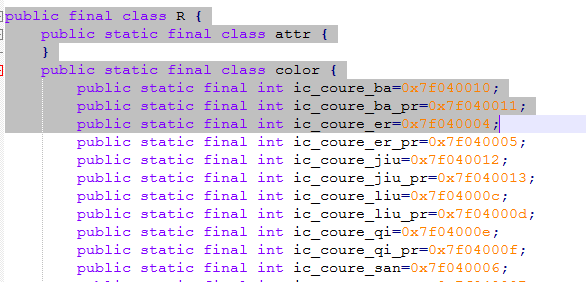 public final class R {
public static final class attr {
}
public static final class color {
public static final int ic_coure_ba=0x7f040010;
public static final int ic_coure_ba_pr=0x7f040011;
public static final int ic_coure_er=0x7f040004;
public static final int ic_coure_er_pr=0x7f040005;
public static final int ic_coure_jiu=0x7f040012;
public static final int ic_coure_jiu_pr=0x7f040013;
public static final int ic_coure_liu=0x7f04000c;
public static final int ic_coure_liu_pr=0x7f04000d;
public static final int ic_coure_qi=0x7f04000e;
public static final int ic_coure_qi_pr=0x7f04000f;
public static final int ic_coure_san=0x7f040006;